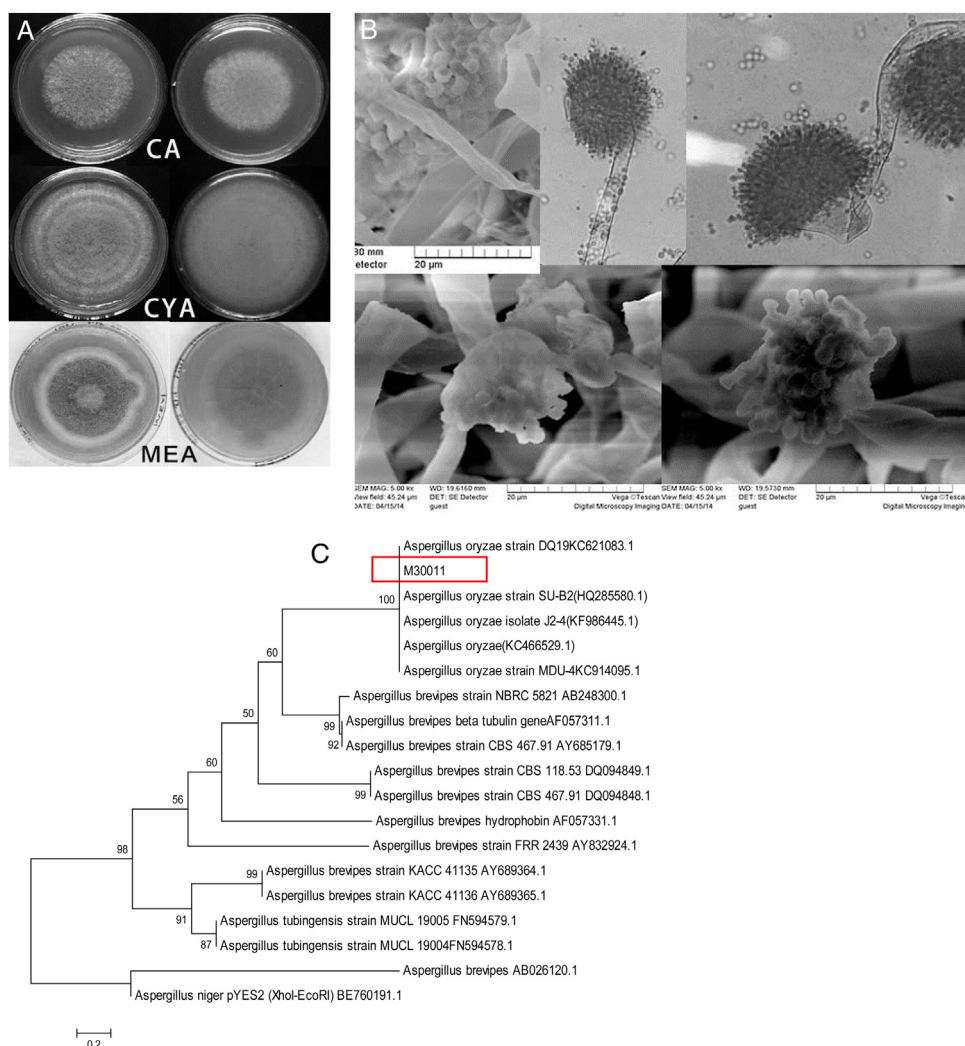 A
CA
CYA
MEA
B
80 mm
etector
20 µm
SEM MAG: 5.00 kx
WD: 19.6160 mm
View field: 45.24 µm
DET: SE Detector
20 µm
Vega ©Tescan
DATE: 04/15/14
guest
Digital Microscopy Imaging
SEM MAG: 5.00 kx
WD: 19.5730 mm
View field: 45.24 µm
DET: SE Detector
20 µm
Vega ©Tescan
DATE: 04/15/14
guest
Digital Microscopy Imaging
C
Aspergillus oryzae strain DQ19KC621083.1
M30011
100
Aspergillus oryzae strain SU-B2(HQ285580.1)
Aspergillus oryzae isolate J2-4(KF986445.1)
60
Aspergillus oryzae(KC466529.1)
Aspergillus oryzae strain MDU-4KC914095.1
Aspergillus brevipes strain NBRC 5821 AB248300.1
50
99
Aspergillus brevipes beta tubulin geneAF057311.1
92
Aspergillus brevipes strain CBS 467.91 AY685179.1
60
Aspergillus brevipes strain CBS 118.53 DQ094849.1
99
Aspergillus brevipes strain CBS 467.91 DQ094848.1
56
Aspergillus brevipes hydrophobin AF057331.1
98
Aspergillus brevipes strain FRR 2439 AY832924.1
99
Aspergillus brevipes strain KACC 41135 AY689364.1
Aspergillus brevipes strain KACC 41136 AY689365.1
91
Aspergillus tubingensis strain MUCL 19005 FN594579.1
87
Aspergillus tubingensis strain MUCL 19004FN594578.1
Aspergillus brevipes AB026120.1
Aspergillus niger pYES2 (XhoI-EcoRI) BE760191.1
0.2